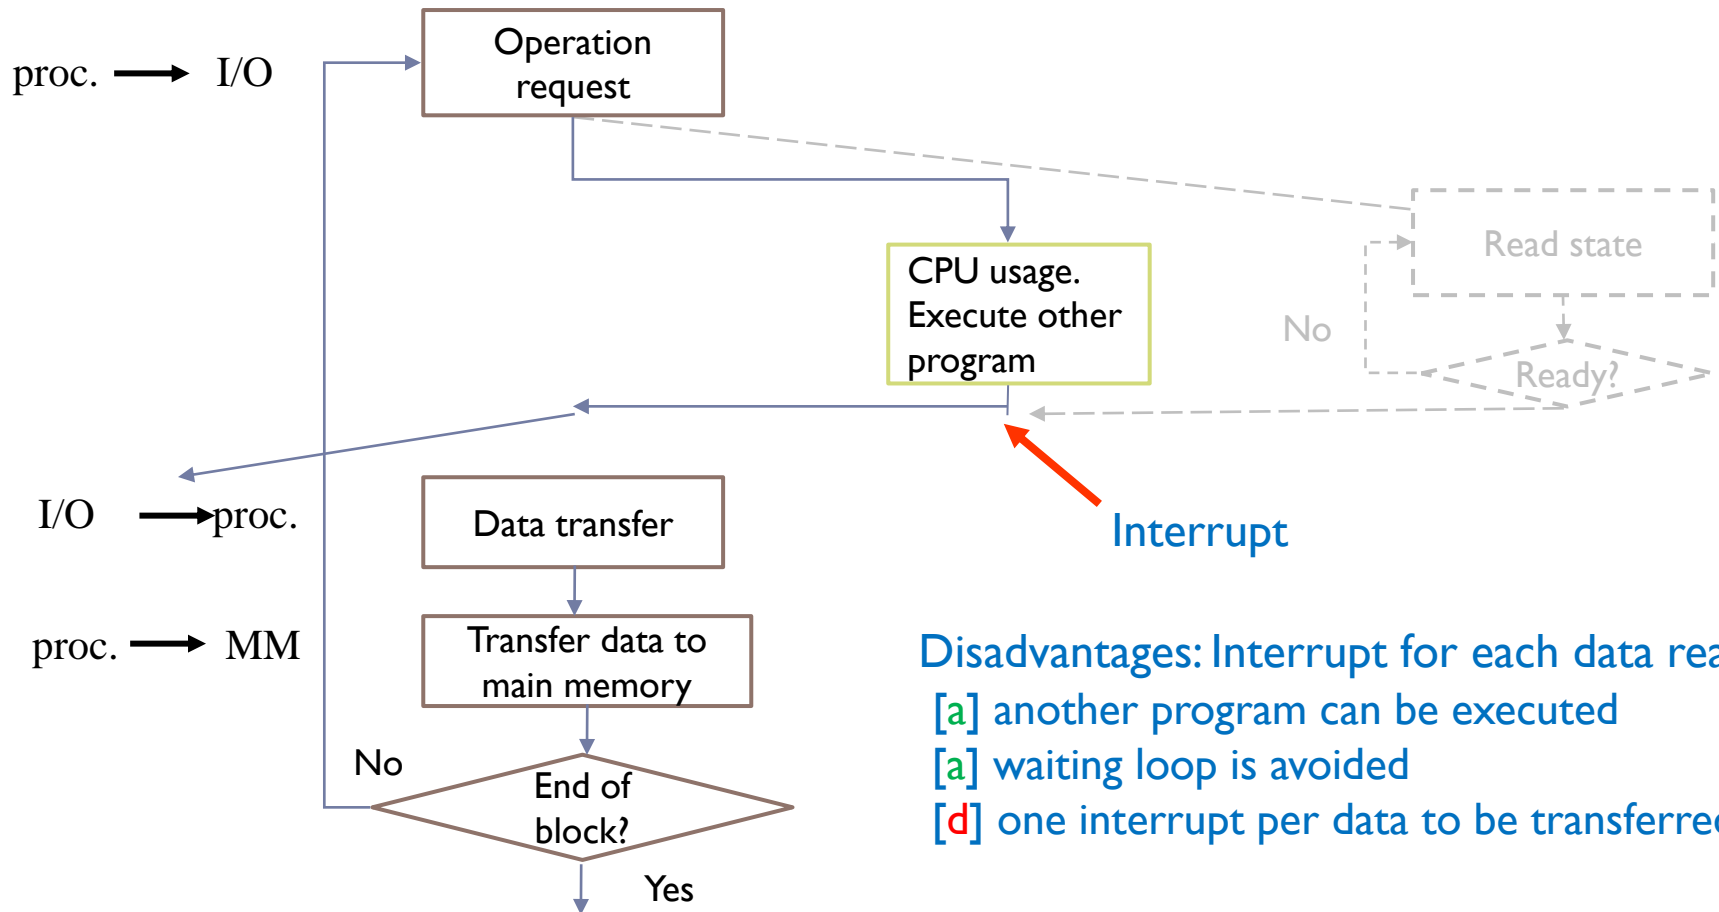 Operation
request
proc. I/O
Read state
CPU usage.
Execute other
program
No
Ready?
I/O proc.
Data transfer
Interrupt
proc. MM
Transfer data to
main memory
Disadvantages: Interrupt for each data
[a] another program can be executed
[a] waiting loop is avoided
[d] one interrupt per data to be transferred
No
End of
block?
Yes